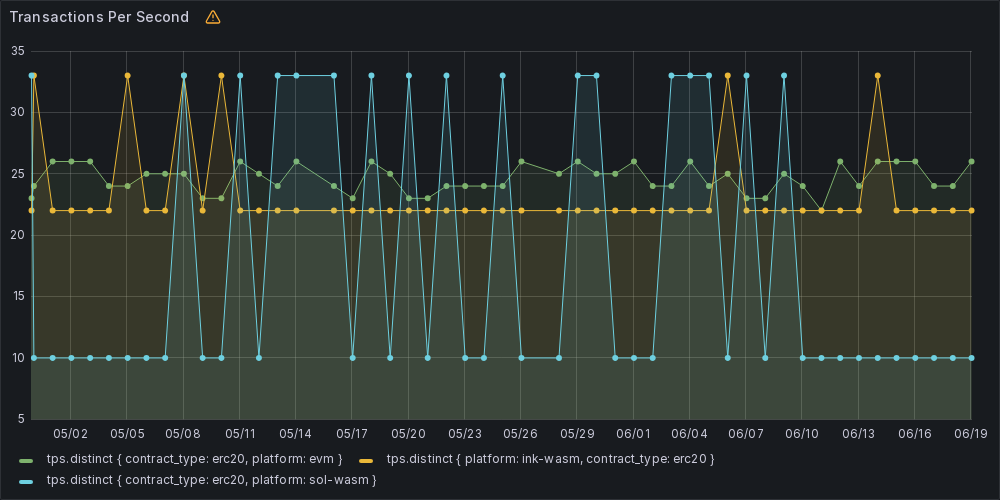 Transactions Per Second
35
30
25
20
15
10
5
05/02 05/05 05/08 05/11 05/14 05/17 05/20 05/23 05/26 05/29 06/01 06/04 06/07 06/10 06/13 06/16 06/19
tps.distinct { contract_type: erc20, platform: evm } tps.distinct { platform: ink-wasm, contract_type: erc20 }
tps.distinct { contract_type: erc20, platform: sol-wasm }